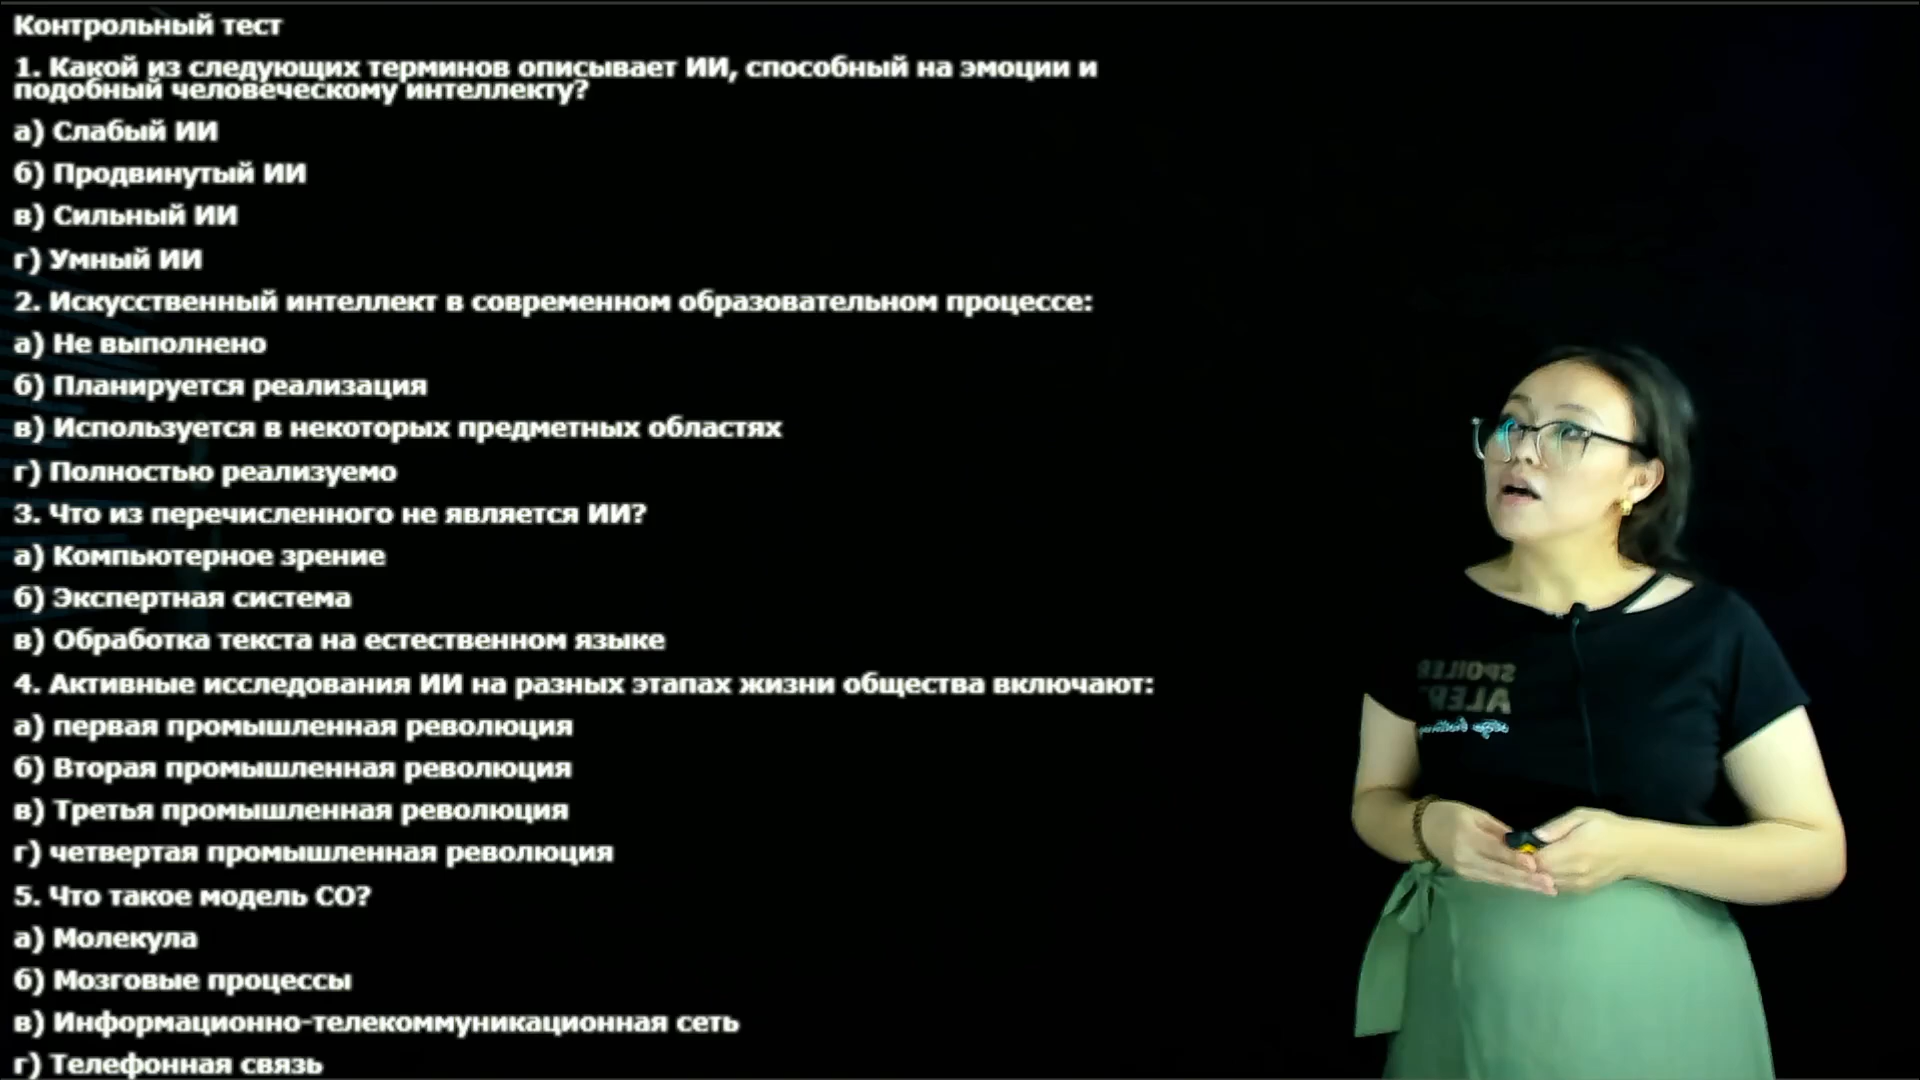 Контрольный тест
1. Какой из следующих терминов описывает ИИ, способный на эмоции и
подобный человеческому интеллекту?
а) Слабый ИИ
б) Продвинутый ИИ
в) Сильный ИИ
г) Умный ИИ
2. Искусственный интеллект в современном образовательном процессе:
а) Не выполнено
б) Планируется реализация
в) Используется в некоторых предметных областях
г) Полностью реализуемо
3. Что из перечисленного не является ИИ?
а) Компьютерное зрение
б) Экспертная система
в) Обработка текста на естественном языке
4. Активные исследования ИИ на разных этапах жизни общества включают:
а) первая промышленная революция
б) Вторая промышленная революция
в) Третья промышленная революция
г) четвертая промышленная революция
5. Что такое модель СО?
а) Молекула
б) Мозговые процессы
в) Информационно-телекоммуникационная сеть
г) Телефонная связь
SPOILER
ALERT